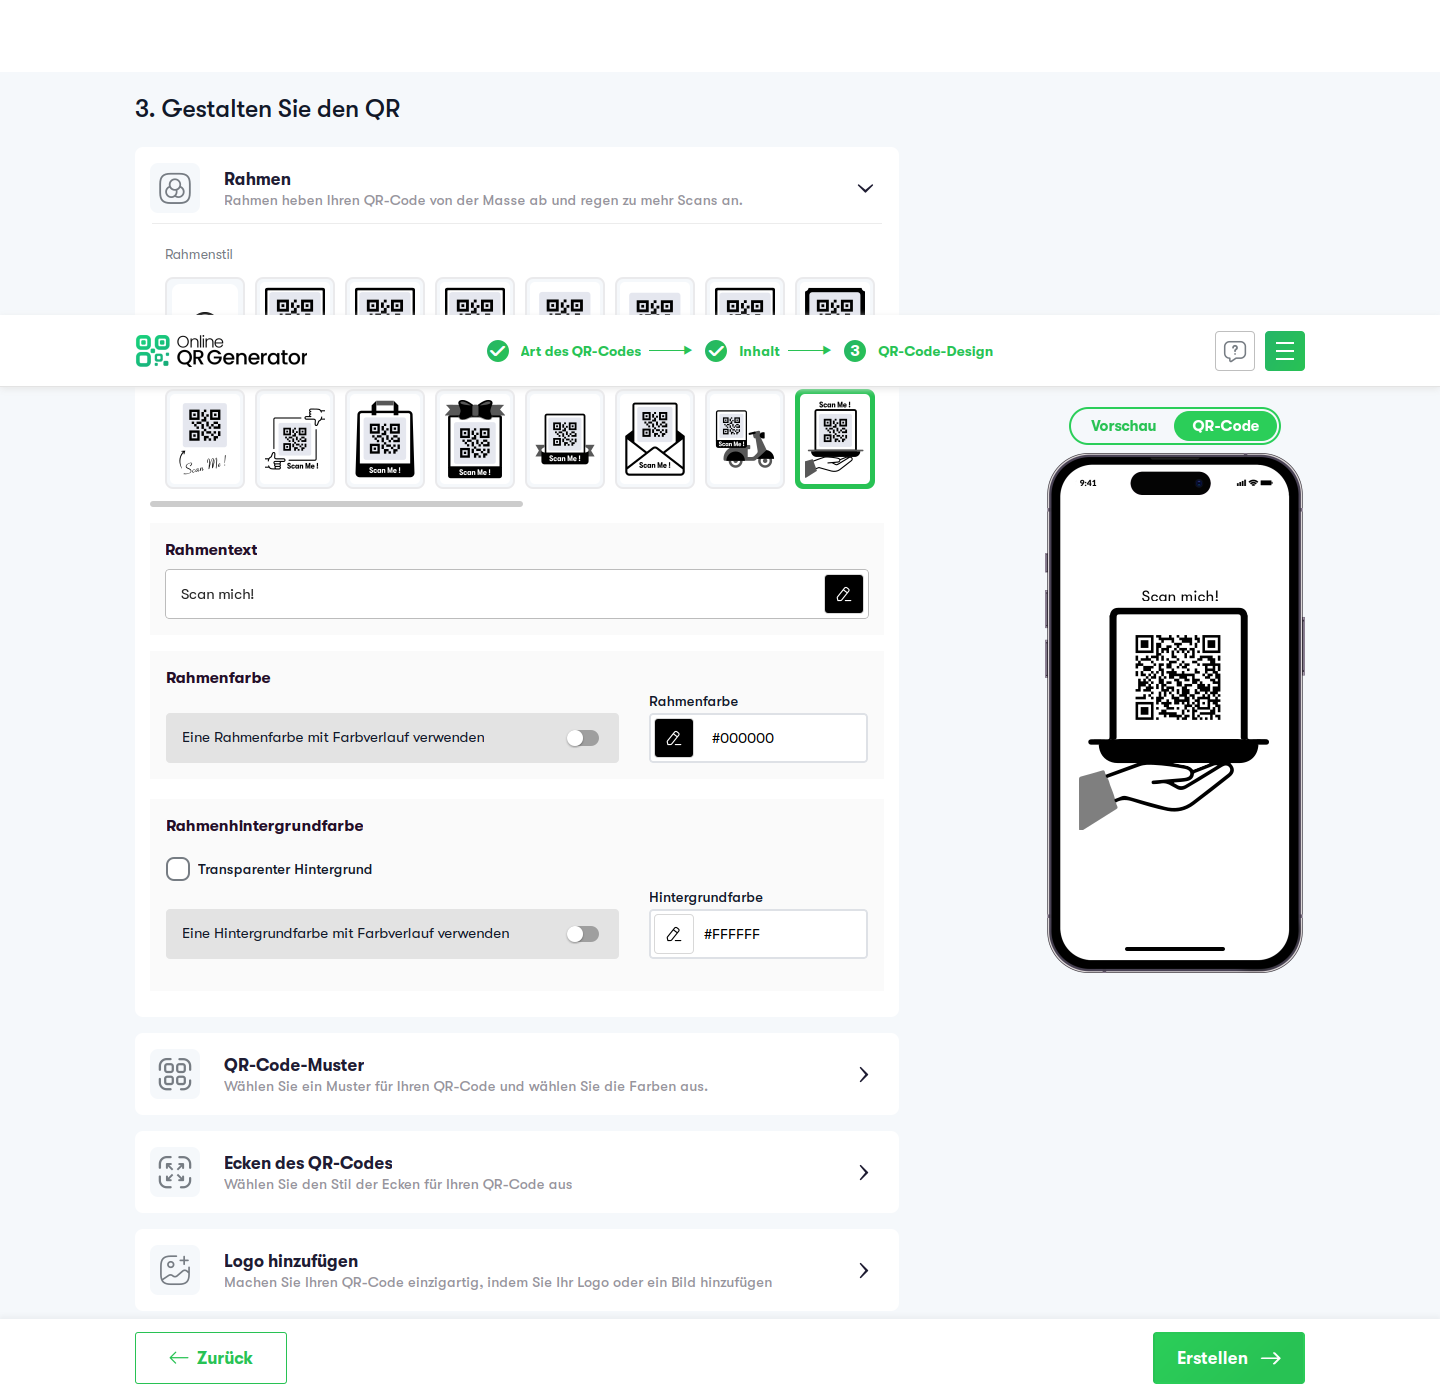 3. Gestalten Sie den QR
Rahmen
Rahmen heben Ihren QR-Code von der Masse ab und regen zu mehr Scans an.
Rahmenstil
Online
QR Generator
Art des QR-Codes
Inhalt
3 QR-Code-Design
Scan Me !
Scan Me !
Scan Me !
Scan Me !
Scan Me !
Scan Me !
Scan Me !
Scan Me !
Vorschau
QR-Code
9:41
Scan mich!
Rahmentext
Scan mich!
Rahmenfarbe
Rahmenfarbe
Eine Rahmenfarbe mit Farbverlauf verwenden
#000000
Rahmenhintergrundfarbe
Transparenter Hintergrund
Hintergrundfarbe
Eine Hintergrundfarbe mit Farbverlauf verwenden
#FFFFFF
QR-Code-Muster
Wählen Sie ein Muster für Ihren QR-Code und wählen Sie die Farben aus.
Ecken des QR-Codes
Wählen Sie den Stil der Ecken für Ihren QR-Code aus
Logo hinzufügen
Machen Sie Ihren QR-Code einzigartig, indem Sie Ihr Logo oder ein Bild hinzufügen
Zurück
Erstellen